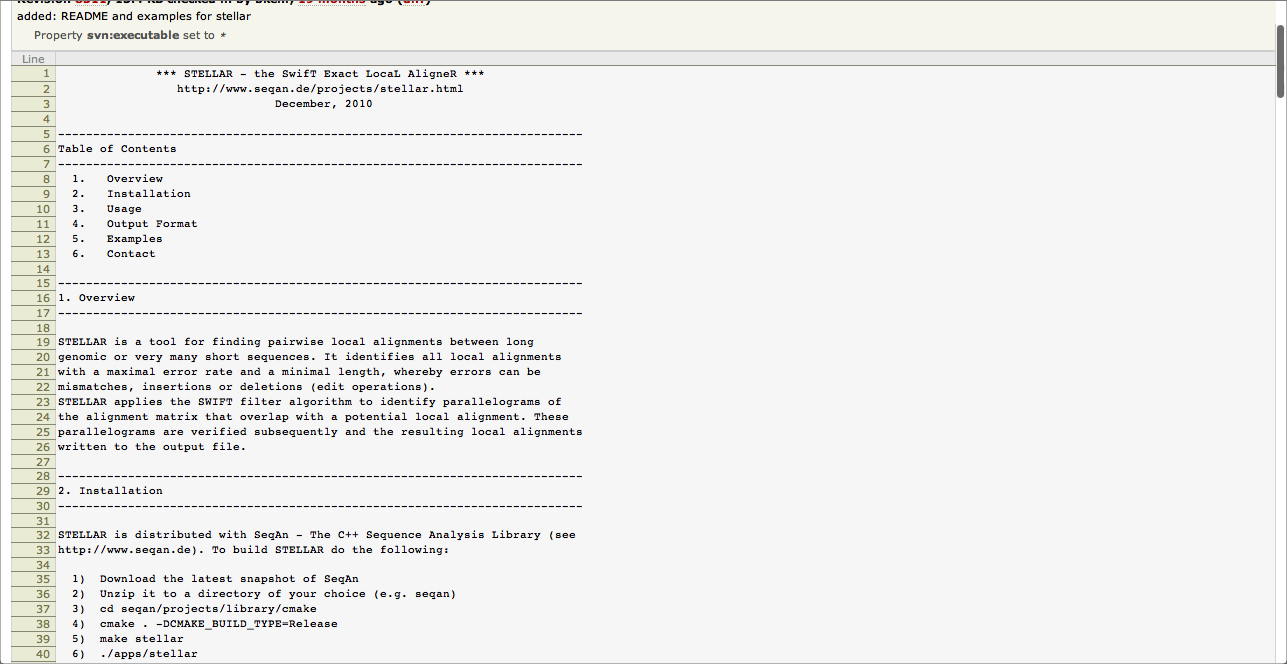 added: README and examples for stellar
Property svn:executable set to *
Line
1 *** STELLAR - the SwifT Exact LocaL AligneR ***
2 http://www.seqan.de/projects/stellar.html
3 December, 2010
4
5 ---------------------------------------------------------------------------
6 Table of Contents
7 ---------------------------------------------------------------------------
8 1. Overview
9 2. Installation
10 3. Usage
11 4. Output Format
12 5. Examples
13 6. Contact
14
15 ---------------------------------------------------------------------------
16 1. Overview
17 ---------------------------------------------------------------------------
18
19 STELLAR is a tool for finding pairwise local alignments between long
20 genomic or very many short sequences. It identifies all local alignments
21 with a maximal error rate and a minimal length, whereby errors can be
22 mismatches, insertions or deletions (edit operations).
23 STELLAR applies the SWIFT filter algorithm to identify parallelograms of
24 the alignment matrix that overlap with a potential local alignment. These
25 parallelograms are verified subsequently and the resulting local alignments
26 written to the output file.
27
28 ---------------------------------------------------------------------------
29 2. Installation
30 ---------------------------------------------------------------------------
31
32 STELLAR is distributed with SeqAn - The C++ Sequence Analysis Library (see
33 http://www.seqan.de). To build STELLAR do the following:
34
35 1) Download the latest snapshot of SeqAn
36 2) Unzip it to a directory of your choice (e.g. seqan)
37 3) cd seqan/projects/library/cmake
38 4) cmake . -DCMAKE_BUILD_TYPE=Release
39 5) make stellar
40 6) ./apps/stellar